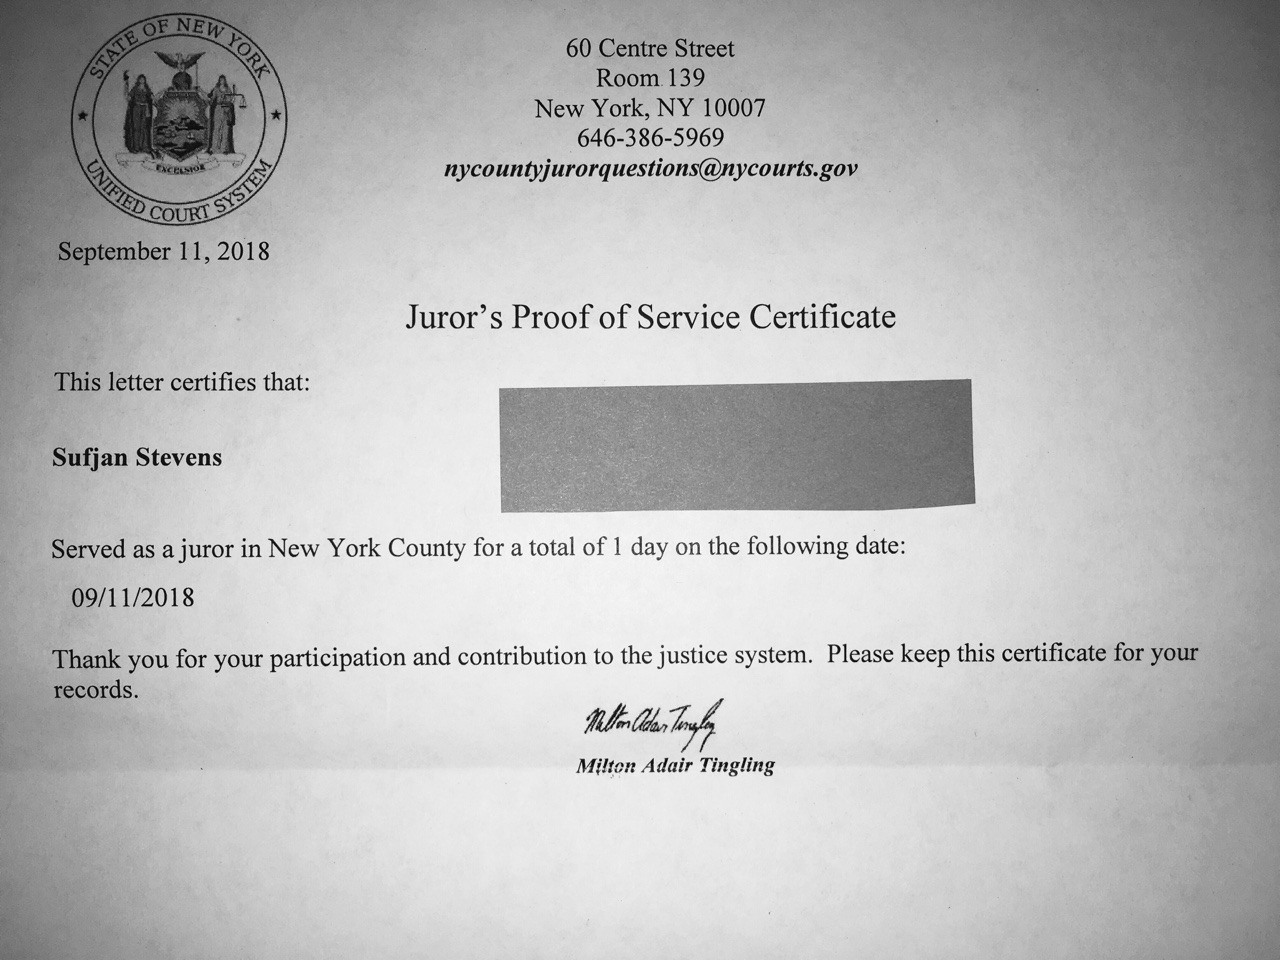 STATE OF NEW YORK
EXCELSIOR
UNIFIED COURT SYSTEM
60 Centre Street
Room 139
New York, NY 10007
646-386-5969
nycountyjurorquestions@nycourts.gov
September 11, 2018
Juror's Proof of Service Certificate
This letter certifies that:
Sufjan Stevens
Served as a juror in New York County for a total of 1 day on the following date:
09/11/2018
Thank you for your participation and contribution to the justice system. Please keep this certificate for your
records.
Milton Adair Tingling
Milton Adair Tingling